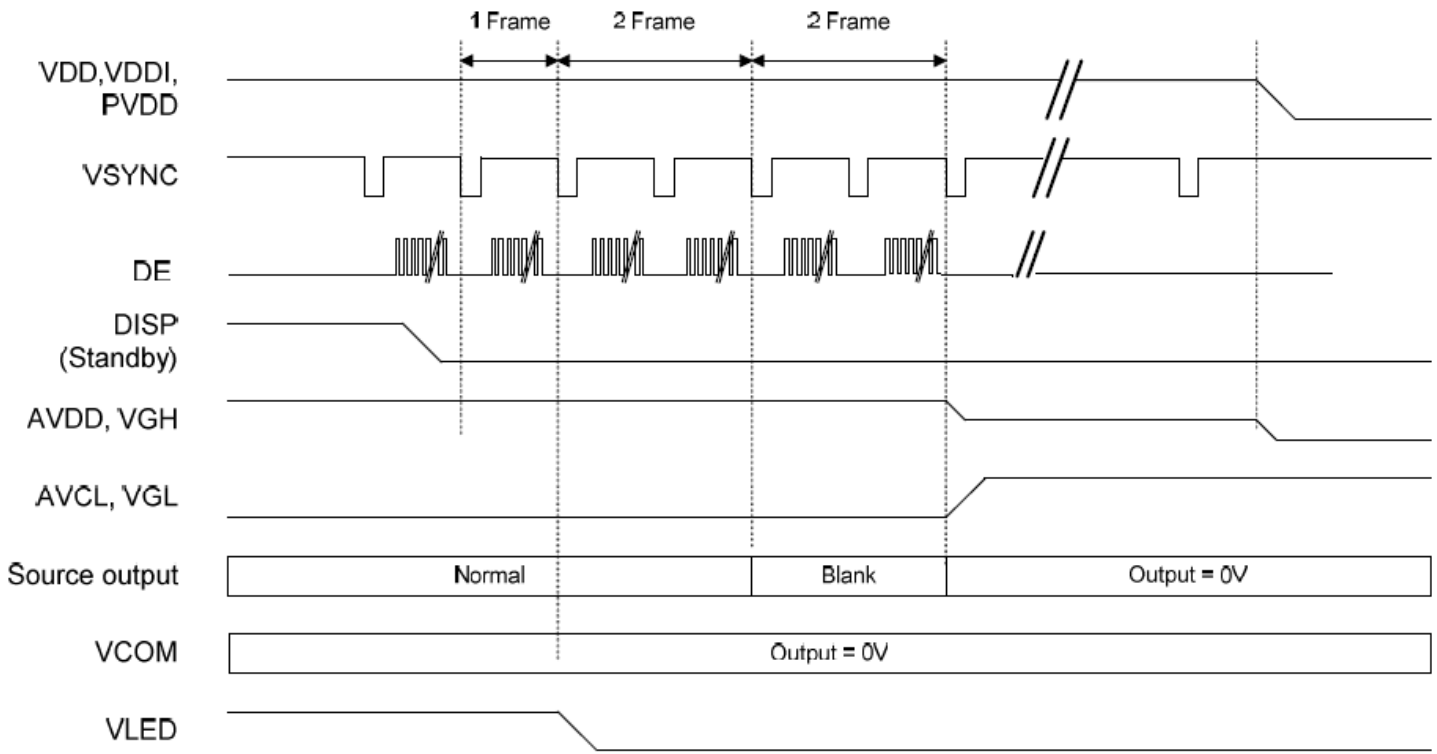 1 Frame
2 Frame
2 Frame
VDD,VDDI,
PVDD
VSYNC
DE
DISP
(Standby)
AVDD, VGH
AVCL, VGL
Source output
Normal
Blank
Output = 0V
VCOM
Output = 0V
VLED